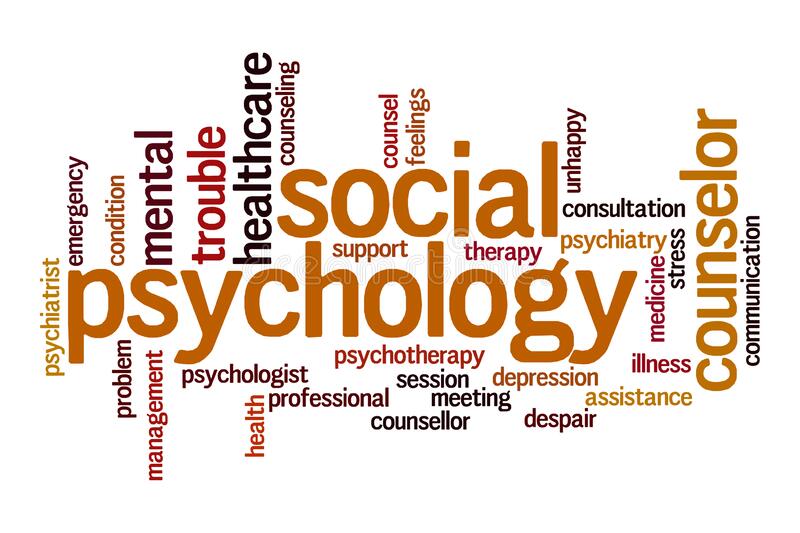 healthcare
counseling
counsel
feelings
mental
trouble
social
unhappy
counselor
emergency
condition
consultation
support
therapy
psychiatry
stress
communication
psychiatrist
psychology
medicine
problem
management
psychotherapy
illness
psychologist
session
depression
health
professional
meeting
assistance
counsellor
despair